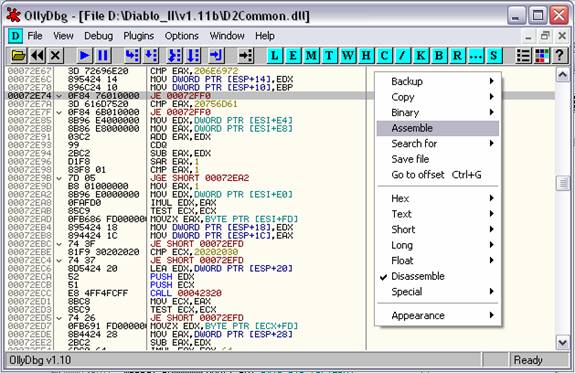 OllyDbg - [File D:\Diablo_II\v1.11b\D2Common.dll]
D File View Debug Plugins Options Window Help
L E M T W H C / K B R ... S
00072E67 3D 72696E20 CMP EAX,206E6972
00072E6C 895424 14 MOV DWORD PTR [ESP+14],EDX
00072E70 896C24 10 MOV DWORD PTR [ESP+10],EBP
00072E74 0F84 76010000 JE 00072FF0
00072E7A 3D 616D7520 CMP EAX,20756D61
00072E7F 0F84 6B010000 JE 00072FF0
00072E85 8B96 E4000000 MOV EDX,DWORD PTR [ESI+E4]
00072E8B 8B86 E8000000 MOV EAX,DWORD PTR [ESI+E8]
00072E91 03C2 ADD EAX,EDX
00072E93 99 CDQ
00072E94 2BC2 SUB EAX,EDX
00072E96 D1F8 SAR EAX,1
00072E98 83F8 01 CMP EAX,1
00072E9B 7D 05 JGE SHORT 00072EA2
00072E9D B8 01000000 MOV EAX,1
00072EA2 8B96 E0000000 MOV EDX,DWORD PTR [ESI+E0]
00072EA8 0FAFD0 IMUL EDX,EAX
00072EAB 85C9 TEST ECX,ECX
00072EAD 0FB686 FD000000 MOVZX EAX,BYTE PTR [ESI+FD]
00072EB4 895424 18 MOV DWORD PTR [ESP+18],EDX
00072EB8 894424 1C MOV DWORD PTR [ESP+1C],EAX
00072EBC 74 3F JE SHORT 00072EFD
00072EBE 81F9 30202020 CMP ECX,20202030
00072EC4 74 37 JE SHORT 00072EFD
00072EC6 8D5424 20 LEA EDX,DWORD PTR [ESP+20]
00072ECA 52 PUSH EDX
00072ECB 51 PUSH ECX
00072ECC E8 4FF4FCFF CALL 00042320
00072ED1 8BC8 MOV ECX,EAX
00072ED3 85C9 TEST ECX,ECX
00072ED5 74 26 JE SHORT 00072EFD
00072ED7 0FB691 FD000000 MOVZX EDX,BYTE PTR [ECX+FD]
00072EDE 8B4424 28 MOV EAX,DWORD PTR [ESP+28]
00072EE2 2BC2 SUB EAX,EDX
Backup
Copy
Binary
Assemble
Search for
Save file
Go to offset Ctrl+G
Hex
Text
Short
Long
Float
Disassemble
Special
Appearance
OllyDbg v1.10 Ready